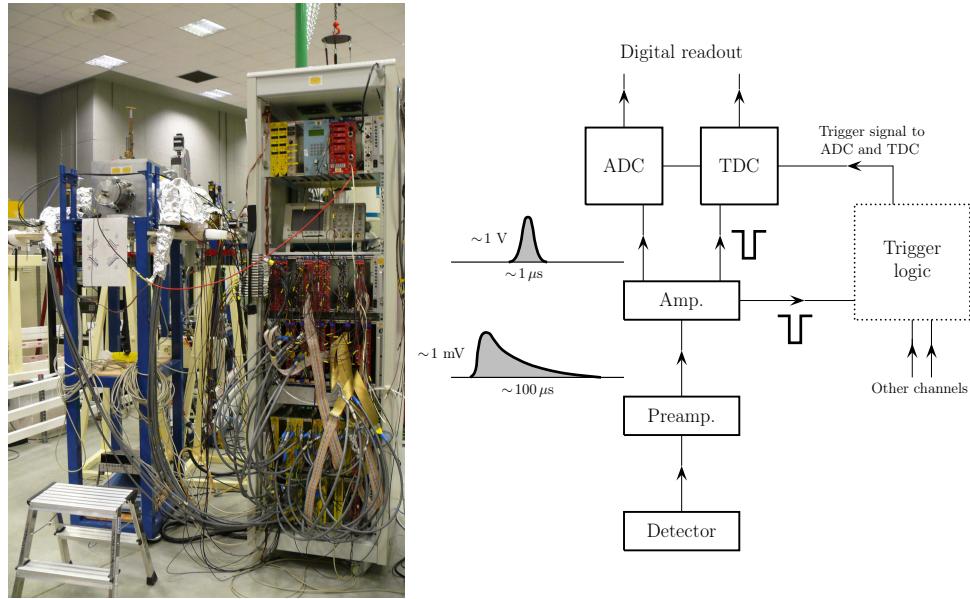 Digital readout
ADC
TDC
Trigger signal to
ADC and TDC
Trigger
logic
∼1 V
∼1 μs
Amp.
∼1 mV
∼100 μs
Other channels
Preamp.
Detector